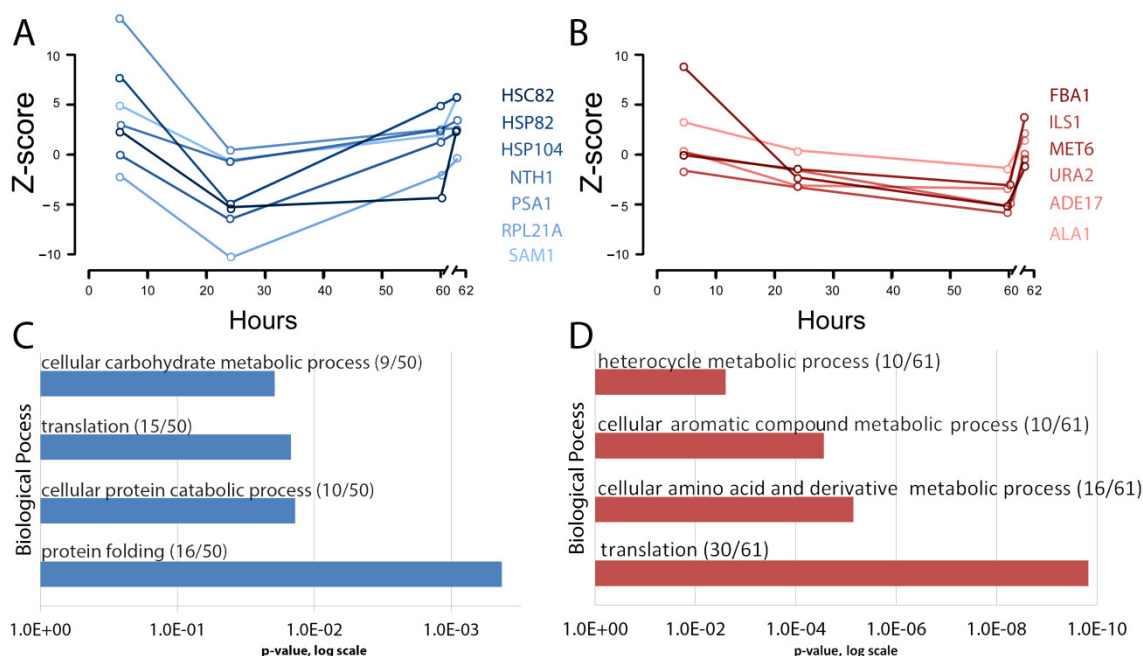 A
Z-score
10
5
0
−5
−10
0
10
20
30
40
50
60
62
Hours
HSC82
HSP82
HSP104
NTH1
PSA1
RPL21A
SAM1
B
Z-score
10
5
0
−5
−10
0
10
20
30
40
50
60
62
Hours
FBA1
ILS1
MET6
URA2
ADE17
ALA1
C
Biological Pocess
cellular carbohydrate metabolic process (9/50)
translation (15/50)
cellular protein catabolic process (10/50)
protein folding (16/50)
1.0E+00
1.0E-01
1.0E-02
1.0E-03
p-value, log scale
D
Biological Pocess
heterocycle metabolic process (10/61)
cellular aromatic compound metabolic process (10/61)
cellular amino acid and derivative metabolic process (16/61)
translation (30/61)
1.0E+00
1.0E-02
1.0E-04
1.0E-06
1.0E-08
1.0E-10
p-value, log scale